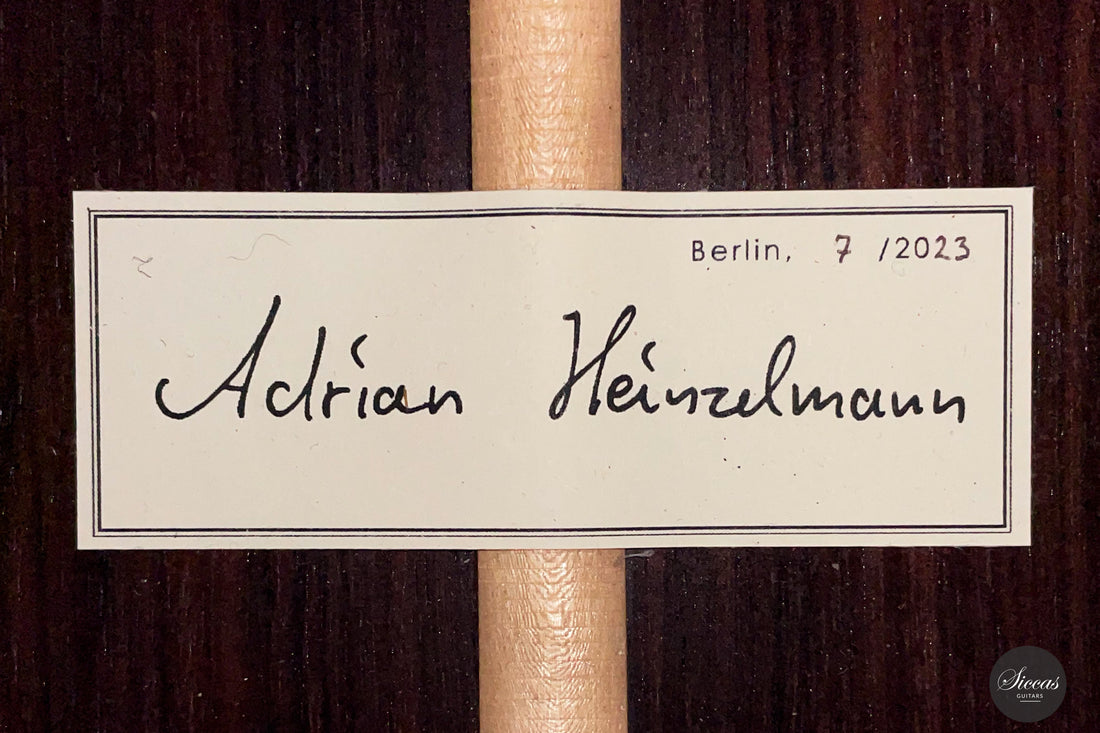 Berlin, 7 /2023
Adrian Heinzelmann
Siccas
GUITARS